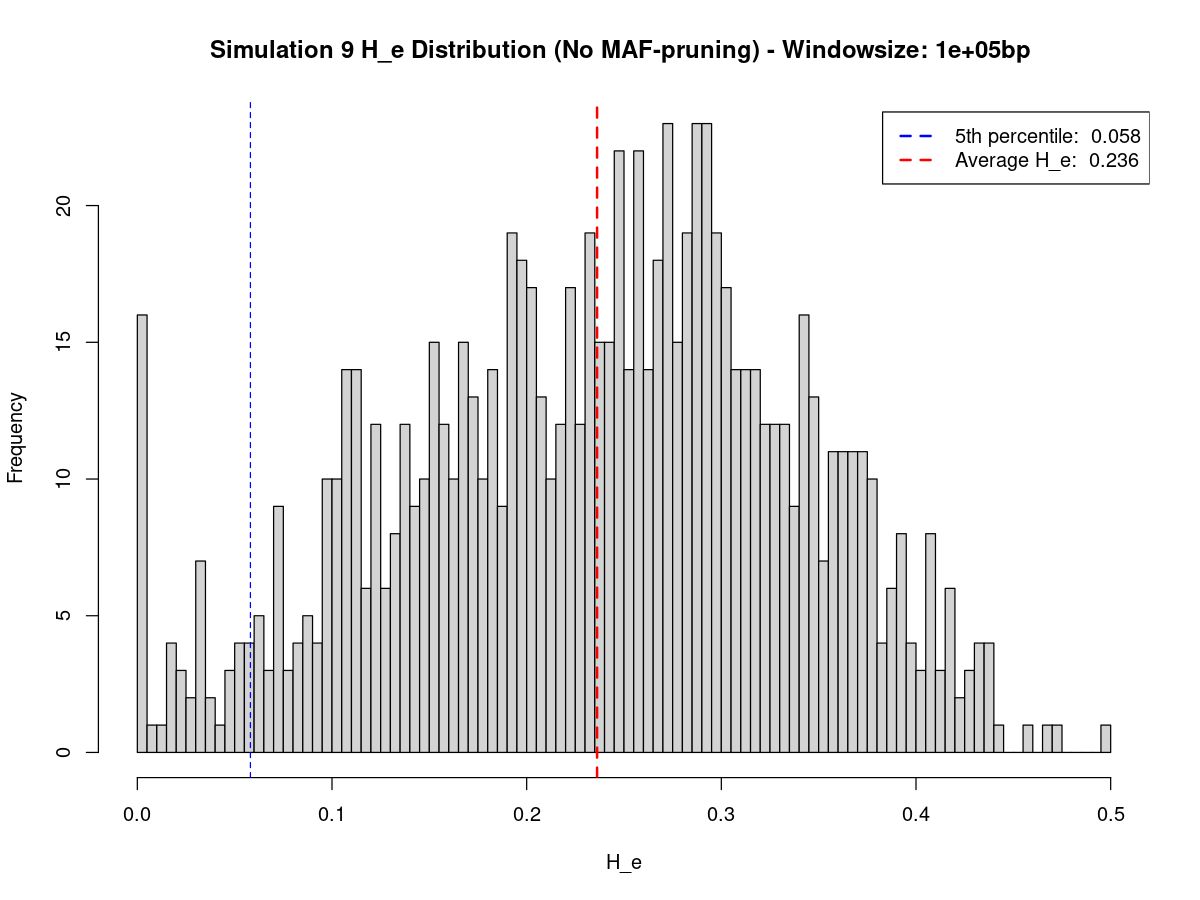 Simulation 9 H_e Distribution (No MAF-pruning) - Windowsize: 1e+05bp
5th percentile:  0.058
Average H_e:  0.236
20
15
10
5
0
Frequency
0.0 0.1 0.2 0.3 0.4 0.5
H_e